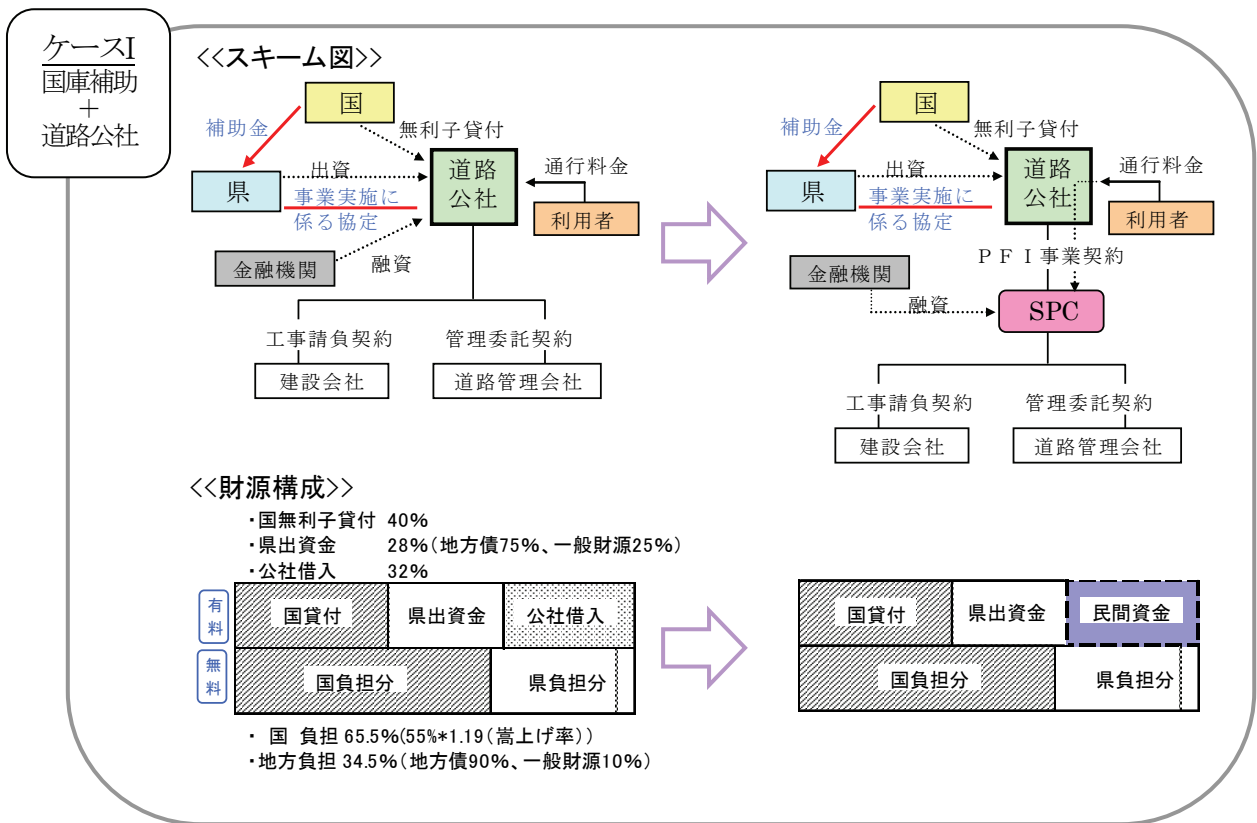 ケースI
国庫補助
＋
道路公社
<<スキーム図>>
国
補助金
無利子貸付
県
出資
事業実施に
係る協定
道路
公社
通行料金
利用者
金融機関
融資
工事請負契約
管理委託契約
建設会社
道路管理会社
国
補助金
無利子貸付
県
出資
事業実施に
係る協定
道路
公社
通行料金
利用者
ＰＦＩ事業契約
金融機関
融資
SPC
工事請負契約
管理委託契約
建設会社
道路管理会社
<<財源構成>>
・国無利子貸付 40%
・県出資金 28%（地方債75%、一般財源25%）
・公社借入 32%
有料
国貸付
県出資金
公社借入
無料
国負担分
県負担分
・ 国 負担 65.5%(55%*1.19（嵩上げ率））
・地方負担 34.5%（地方債90%、一般財源10%）
国貸付
県出資金
民間資金
国負担分
県負担分